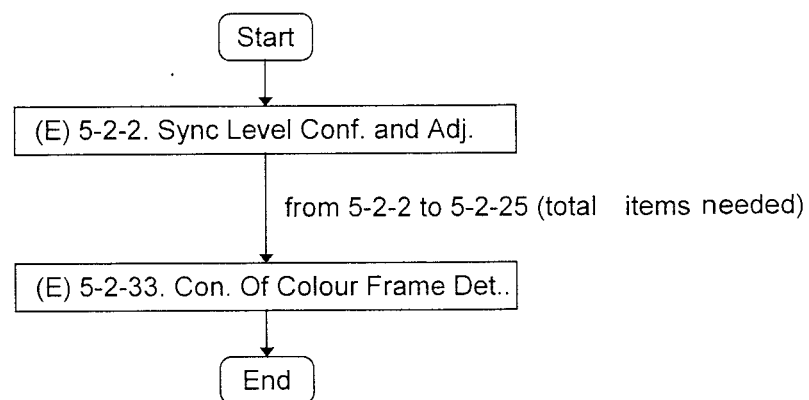 Start
(E) 5-2-2. Sync Level Conf. and Adj.
from 5-2-2 to 5-2-25 (total items needed)
(E) 5-2-33. Con. Of Colour Frame Det..
End